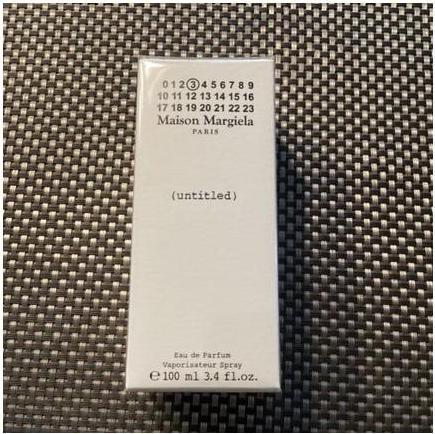 0 1 2 3 4 5 6 7 8 9
10 11 12 13 14 15 16
17 18 19 20 21 22 23
Maison Margiela
PARIS
(untitled)
Eau de Parfum
Vaporisateur Spray
℮ 100 ml 3.4 fl.oz.